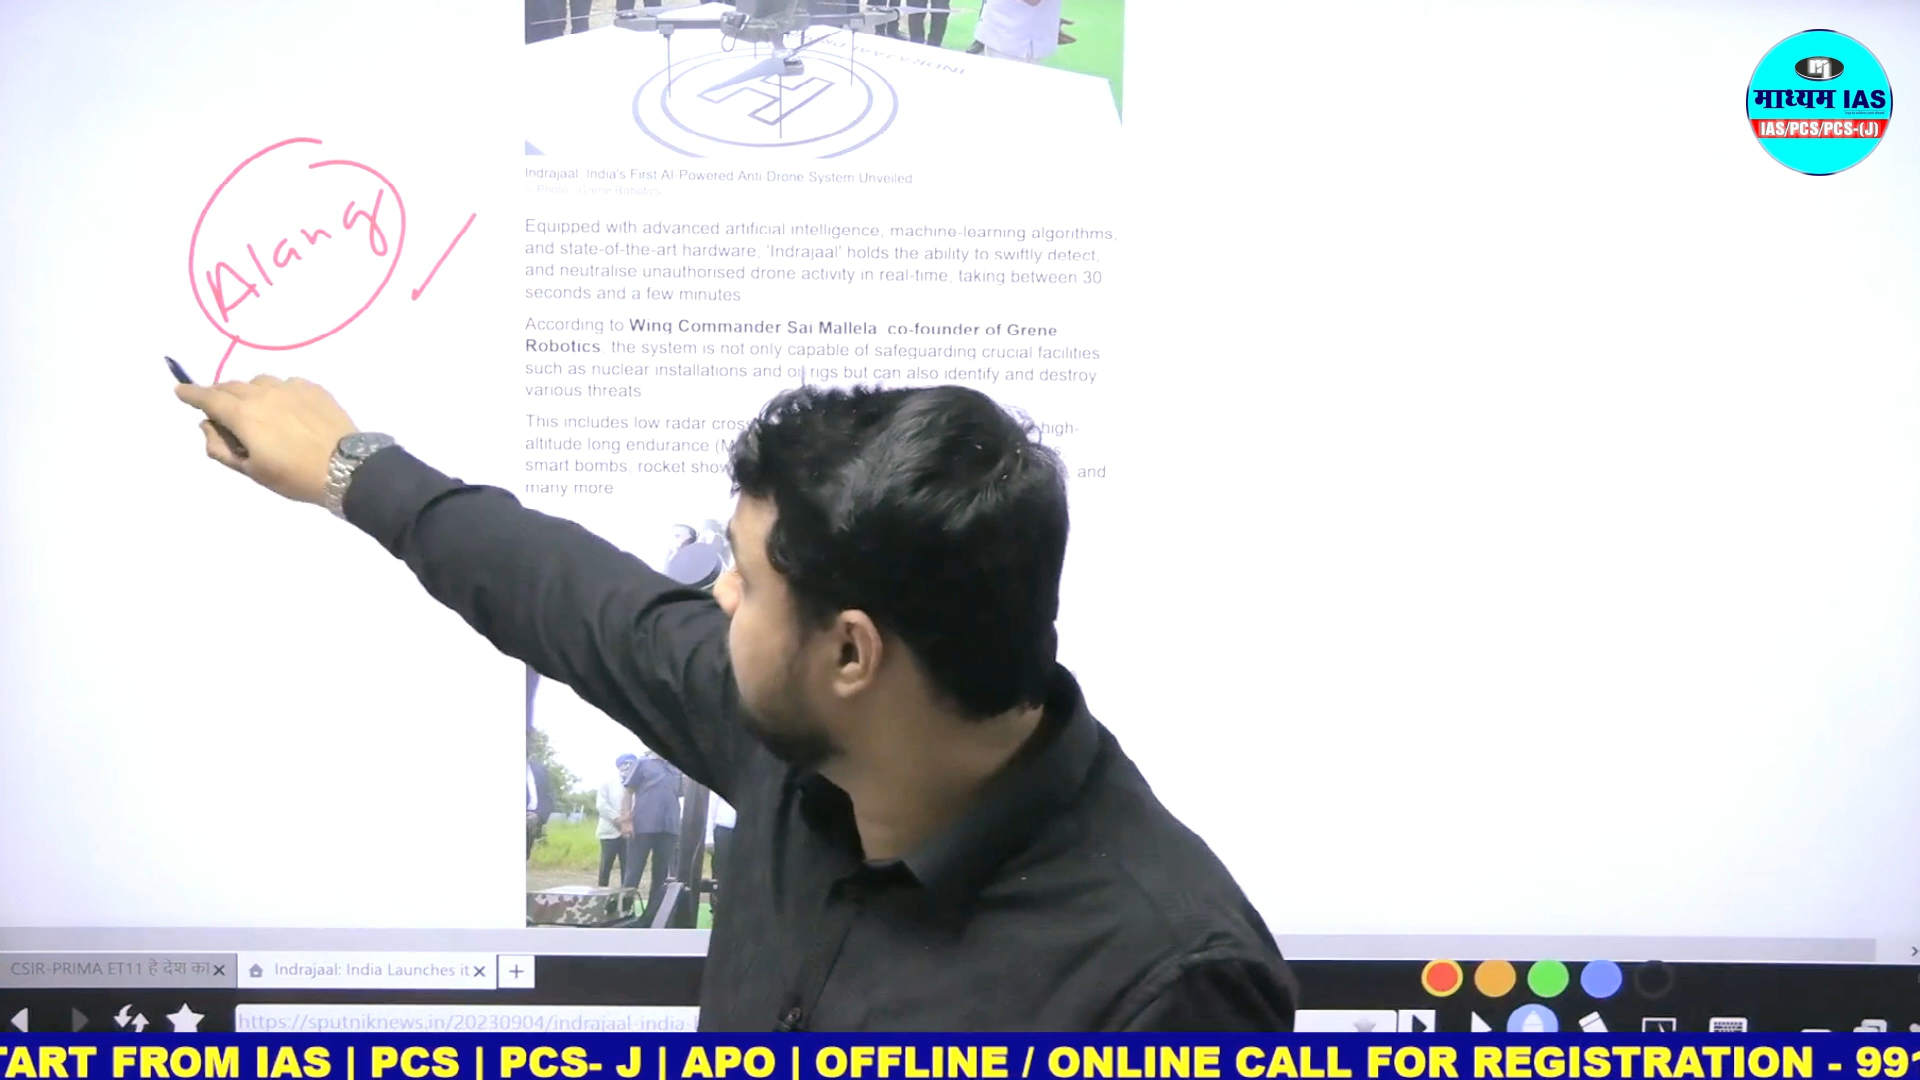 INDRAJAAL
माध्यम IAS
IAS/PCS/PCS-(J)
Indrajaal: India's First AI-Powered Anti Drone System Unveiled
Photo : Grene Robotics
Alang
Equipped with advanced artificial intelligence, machine-learning algorithms,
and state-of-the-art hardware, 'Indrajaal' holds the ability to swiftly detect,
and neutralise unauthorised drone activity in real-time, taking between 30
seconds and a few minutes
According to Wing Commander Sai Mallela, co-founder of Grene
Robotics, the system is not only capable of safeguarding crucial facilities
such as nuclear installations and oil rigs but can also identify and destroy
various threats
This includes low radar cros
high-
altitude long endurance (M
smart bombs, rocket show
and
many more
CSIR-PRIMA ET11 है देश का
Indrajaal: India Launches it
https://sputniknews.in/20230904/indrajaal-india-
TART FROM IAS | PCS | PCS- J | APO | OFFLINE / ONLINE CALL FOR REGISTRATION - 991